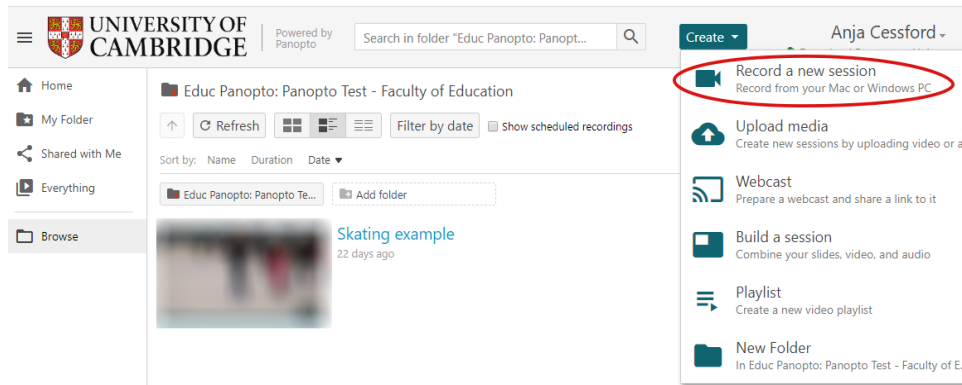 UNIVERSITY OF
CAMBRIDGE
Powered by
Panopto
Search in folder "Educ Panopto: Panopt...
Create
Anja Cessford
Home
My Folder
Shared with Me
Everything
Browse
Educ Panopto: Panopto Test - Faculty of Education
Refresh
Filter by date
Show scheduled recordings
Sort by: Name Duration Date
Educ Panopto: Panopto Te...
Add folder
Skating example
22 days ago
Record a new session
Record from your Mac or Windows PC
Upload media
Create new sessions by uploading video or a
Webcast
Prepare a webcast and share a link to it
Build a session
Combine your slides, video, and audio
Playlist
Create a new video playlist
New Folder
In Educ Panopto: Panopto Test - Faculty of E.